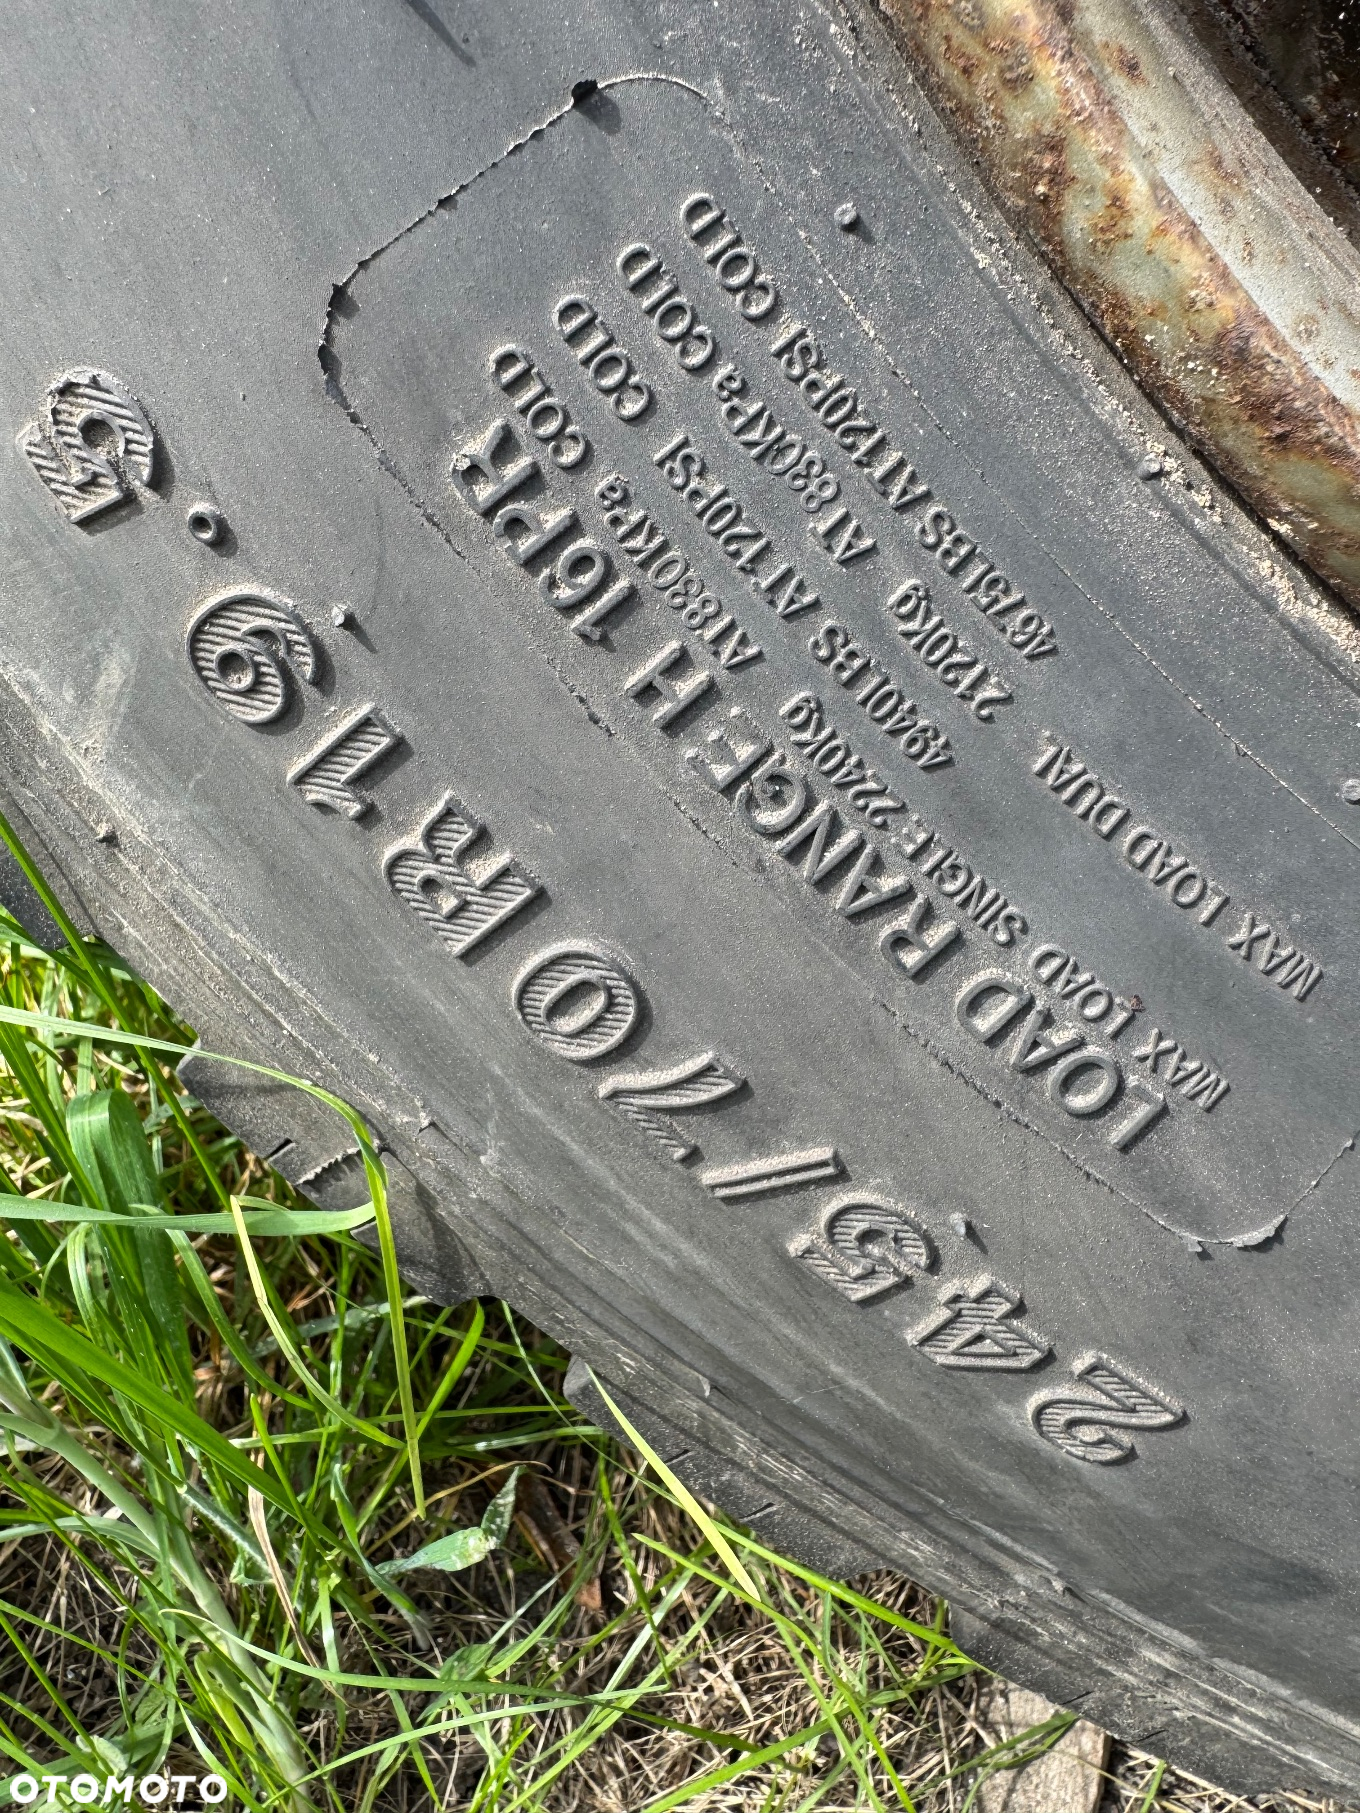 245/70R19.5
LOAD RANGE: H 16PR
MAX LOAD SINGLE: 2240Kg AT 830KPa COLD
4940LBS AT 120PSI COLD
MAX LOAD DUAL 2120Kg AT 830KPa COLD
4675LBS AT 120PSI COLD
OTOMOTO